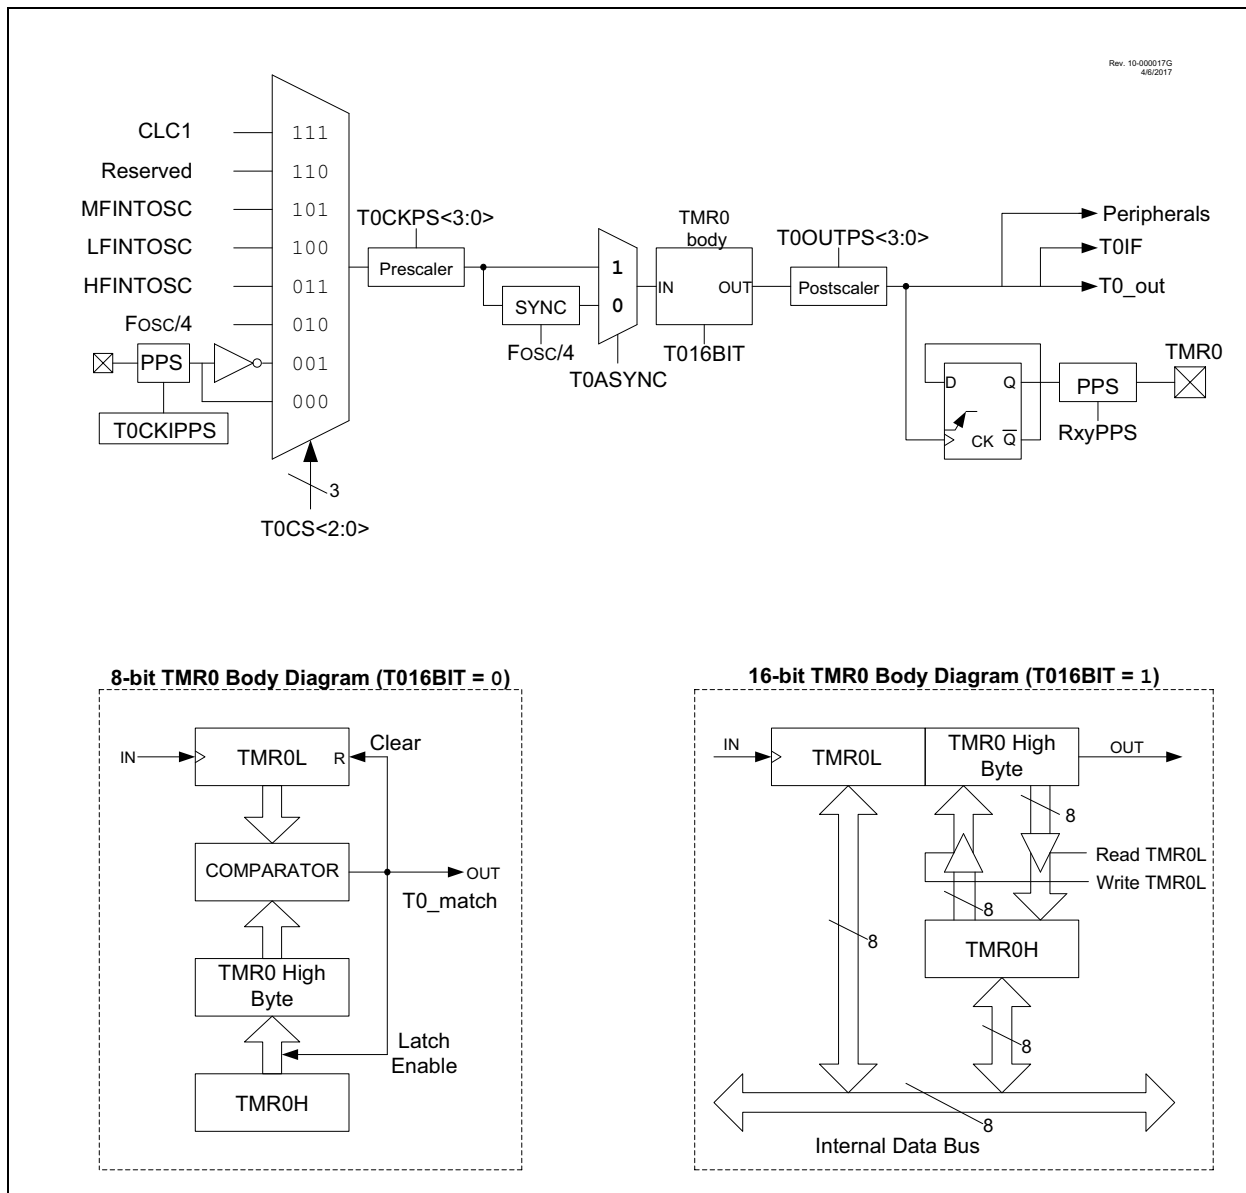 Rev. 10-000017G
4/6/2017
CLC1
111
Reserved
110
MFINTOSC
101
T0CKPS<3:0>
TMR0
body
Peripherals
LFINTOSC
100
Prescaler
1
T0OUTPS<3:0>
T0IF
HFINTOSC
011
IN
OUT
Postscaler
T0_out
SYNC
0
FOSC/4
010
FOSC/4
T016BIT
PPS
001
T0ASYNC
TMR0
000
D
Q
PPS
T0CKIPPS
CK
Q
RxyPPS
3
T0CS<2:0>
8-bit TMR0 Body Diagram (T016BIT = 0)
IN
TMR0L
R
Clear
COMPARATOR
OUT
T0_match
TMR0 High
Byte
Latch
Enable
TMR0H
16-bit TMR0 Body Diagram (T016BIT = 1)
IN
TMR0L
TMR0 High
Byte
OUT
8
Read TMR0L
Write TMR0L
8
8
TMR0H
8
8
Internal Data Bus